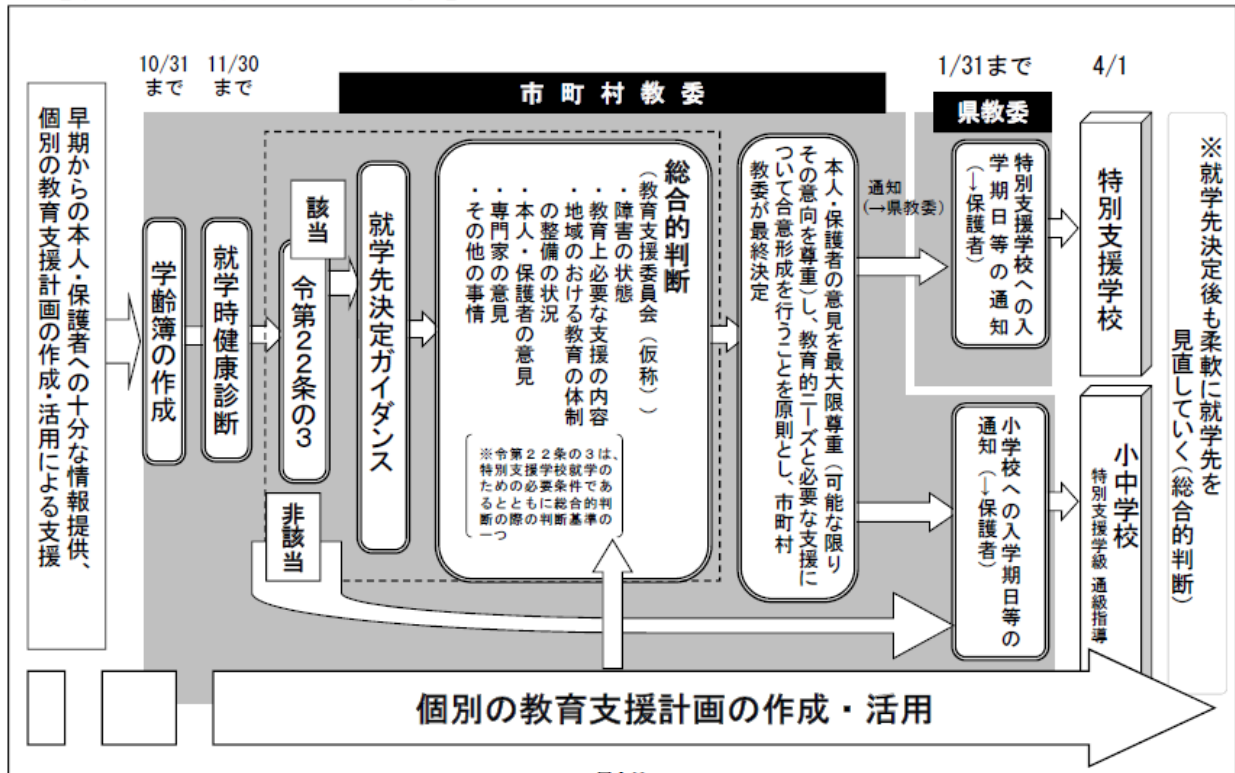 早期からの本人・保護者への十分な情報提供、
個別の教育支援計画の作成・活用による支援
10/31
まで
学齢簿の作成
11/30
まで
就学時健康診断
市町村教委
該当
令第22条の3
非該当
就学先決定ガイダンス
総合的判断
(教育支援委員会(仮称))
・障害の状態
・教育上必要な支援の内容
・地域のおける教育の体制
の整備の状況
・本人・保護者の意見
・専門家の意見
・その他の事情
※令第22条の3は、
特別支援学校就学の
ための必要条件であ
るとともに総合的判
断の際の判断基準の
一つ
本人・保護者の意見を最大限尊重(可能な限り
その意向を尊重)し、教育的ニーズと必要な支援に
ついて合意形成を行うことを原則とし、市町村
教委が最終決定
通知
(→県教委)
1/31まで
県教委
特別支援学校への入
学期日等の通知
(→保護者)
小学校への入学期日等の
通知(→保護者)
4/1
特別支援学校
小中学校
特別支援学級 通級指導
※就学先決定後も柔軟に就学先を
見直していく(総合的判断)
個別の教育支援計画の作成・活用